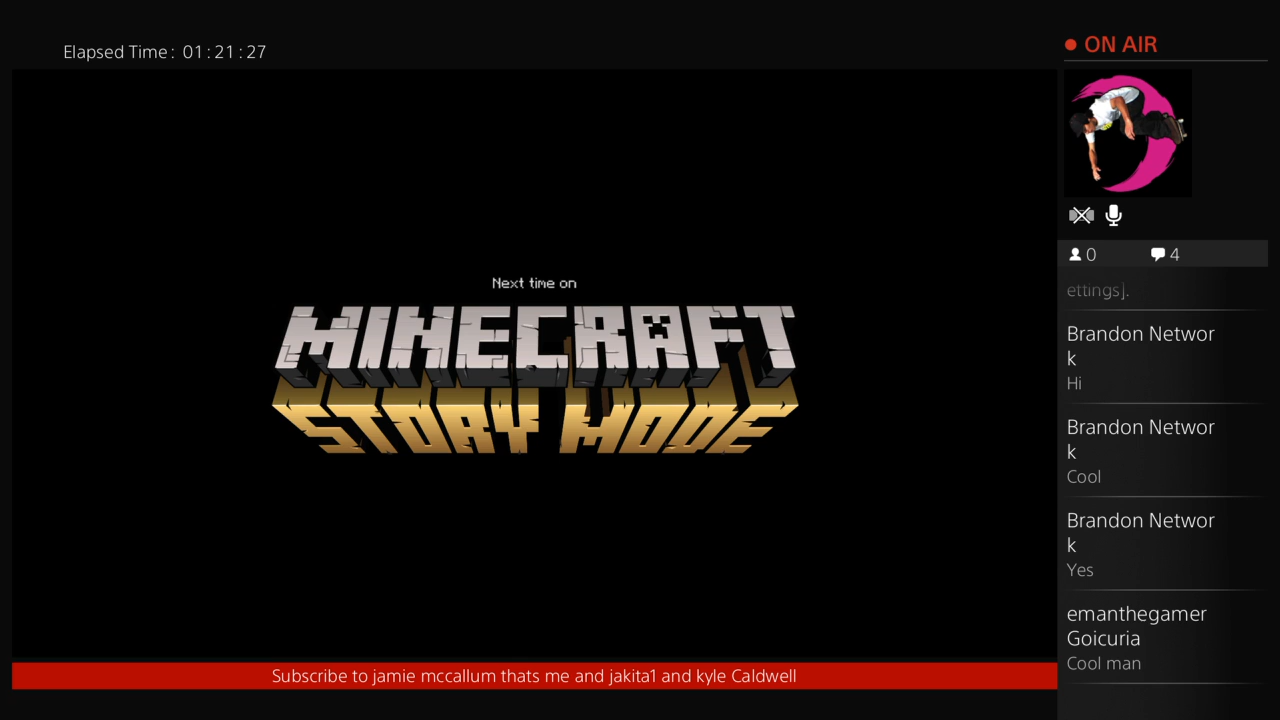 Elapsed Time: 01:21:27
ON AIR
0 4
ettings].
Brandon Networ
k
Hi
Brandon Networ
k
Cool
Brandon Networ
k
Yes
emanthegamer
Goicuria
Cool man
Next time on
MINECRAFT
STORY MODE
Subscribe to jamie mccallum thats me and jakita1 and kyle Caldwell